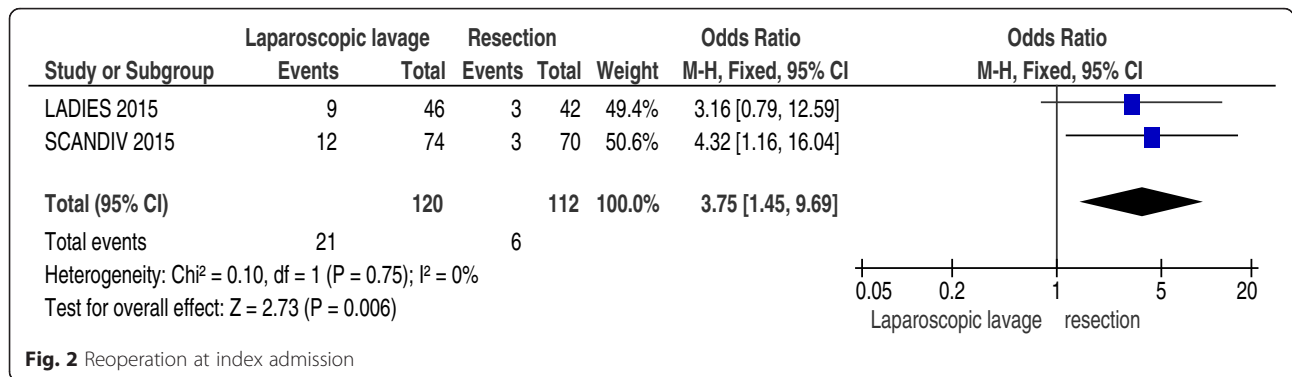 Laparoscopic lavage Resection Odds Ratio Odds Ratio
Study or Subgroup Events Total Events Total Weight M-H, Fixed, 95% CI M-H, Fixed, 95% CI
LADIES 2015 9 46 3 42 49.4% 3.16 [0.79, 12.59]
SCANDIV 2015 12 74 3 70 50.6% 4.32 [1.16, 16.04]
Total (95% CI) 120 112 100.0% 3.75 [1.45, 9.69]
Total events 21 6
Heterogeneity: Chi² = 0.10, df = 1 (P = 0.75); I² = 0%
Test for overall effect: Z = 2.73 (P = 0.006)
0.05 0.2 1 5 20
Laparoscopic lavage resection
Fig. 2 Reoperation at index admission